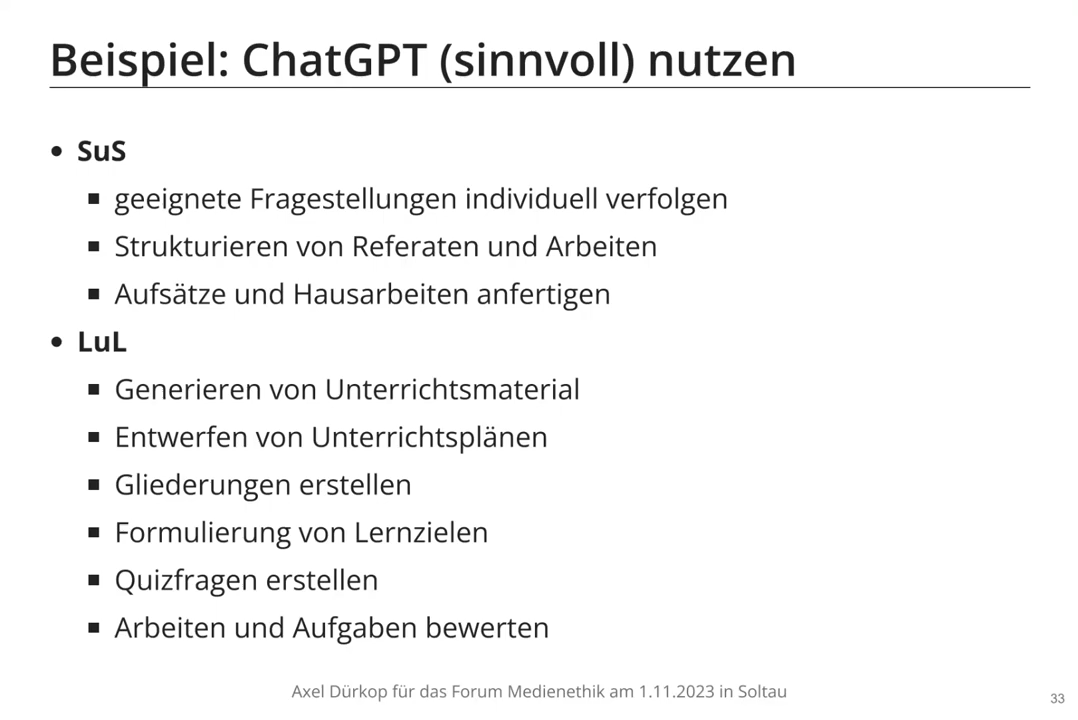 Beispiel: ChatGPT (sinnvoll) nutzen
• SuS
▪ geeignete Fragestellungen individuell verfolgen
▪ Strukturieren von Referaten und Arbeiten
▪ Aufsätze und Hausarbeiten anfertigen
• LuL
▪ Generieren von Unterrichtsmaterial
▪ Entwerfen von Unterrichtsplänen
▪ Gliederungen erstellen
▪ Formulierung von Lernzielen
▪ Quizfragen erstellen
▪ Arbeiten und Aufgaben bewerten
Axel Dürkop für das Forum Medienethik am 1.11.2023 in Soltau
33